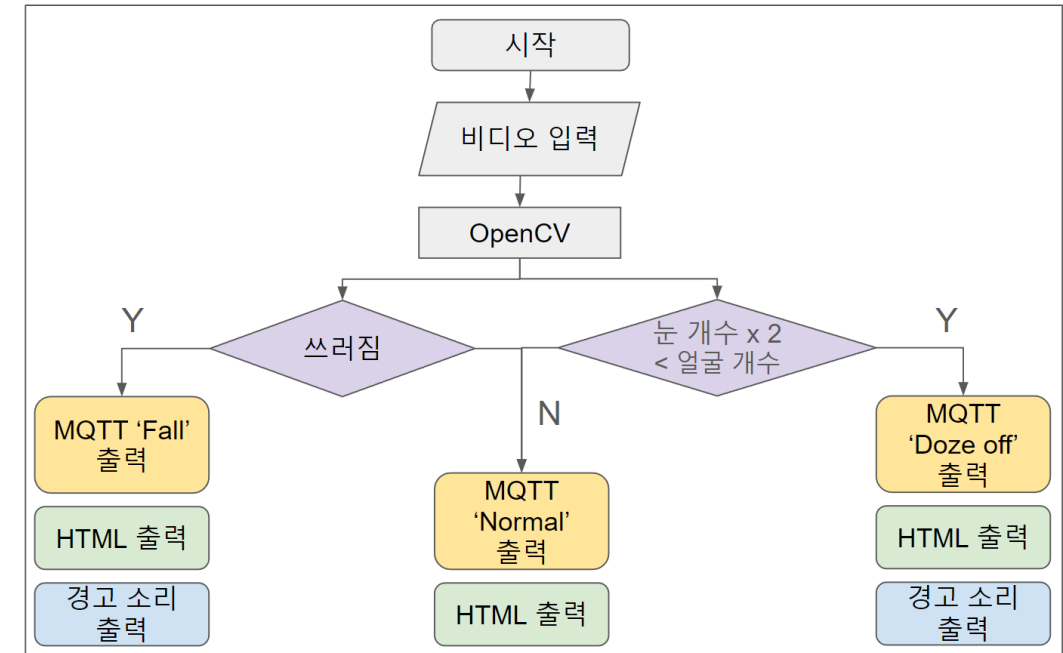 시작
비디오 입력
OpenCV
Y
쓰러짐
눈 개수 x 2
< 얼굴 개수
Y
MQTT ‘Fall’
출력
N
MQTT
‘Doze off’
출력
MQTT
‘Normal’
출력
HTML 출력
HTML 출력
HTML 출력
경고 소리
출력
경고 소리
출력